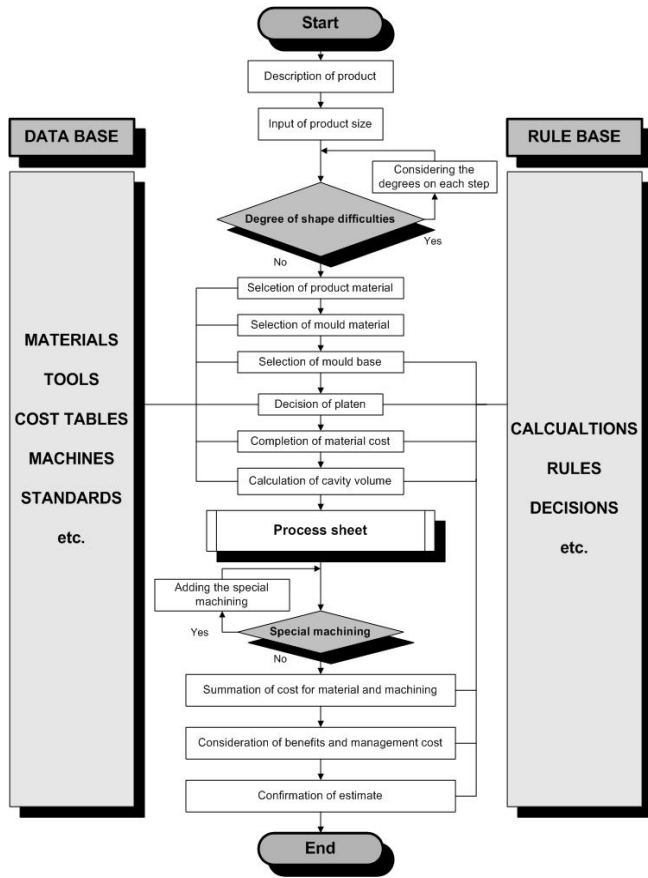 Start
Description of product
Input of product size
DATA BASE
RULE BASE
Considering the
degrees on each step
Degree of shape difficulties
Yes
No
Selcetion of product material
Selection of mould material
Selection of mould base
Decision of platen
Completion of material cost
Calculation of cavity volume
MATERIALS
TOOLS
COST TABLES
MACHINES
STANDARDS
etc.
CALCUALTIONS
RULES
DECISIONS
etc.
Process sheet
Adding the special
machining
Yes
Special machining
No
Summation of cost for material and machining
Consideration of benefits and management cost
Confirmation of estimate
End